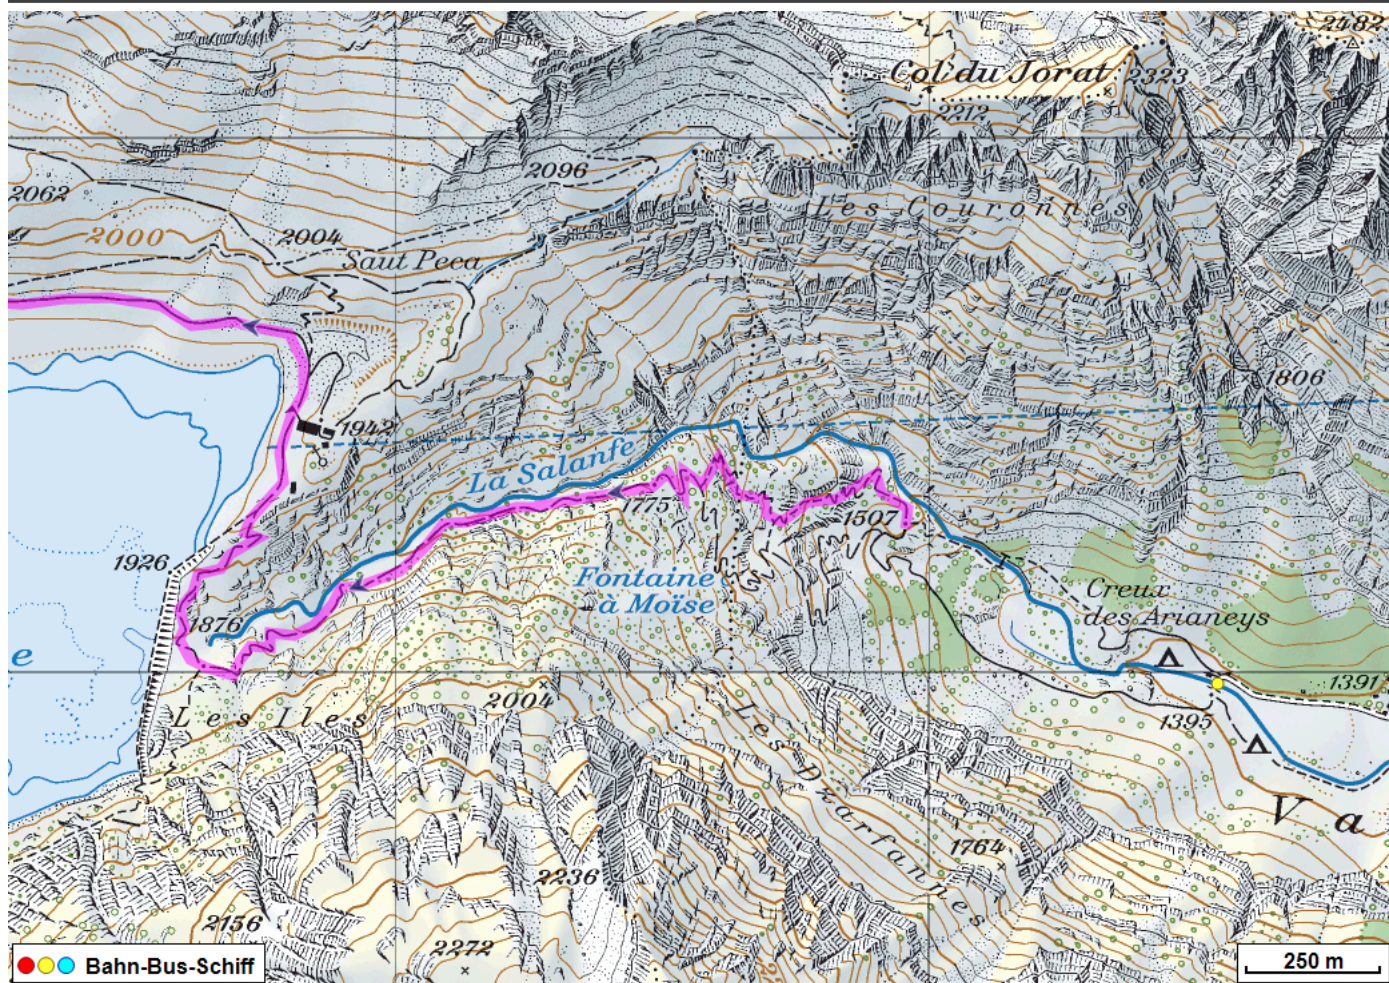 2482
Col du Jorat
2323
2212
2096
2062
Les Couronnes
2000
2004
Saut Peca
1806
1942
La Salanfe
1775
1507
1926
Fontaine
à Moïse
Creux
des Arianeys
1876
e
1391
2004
Les Iles
1395
Les Dzarfannes
V a
1764
2236
2156
2272
Bahn-Bus-Schiff
250 m